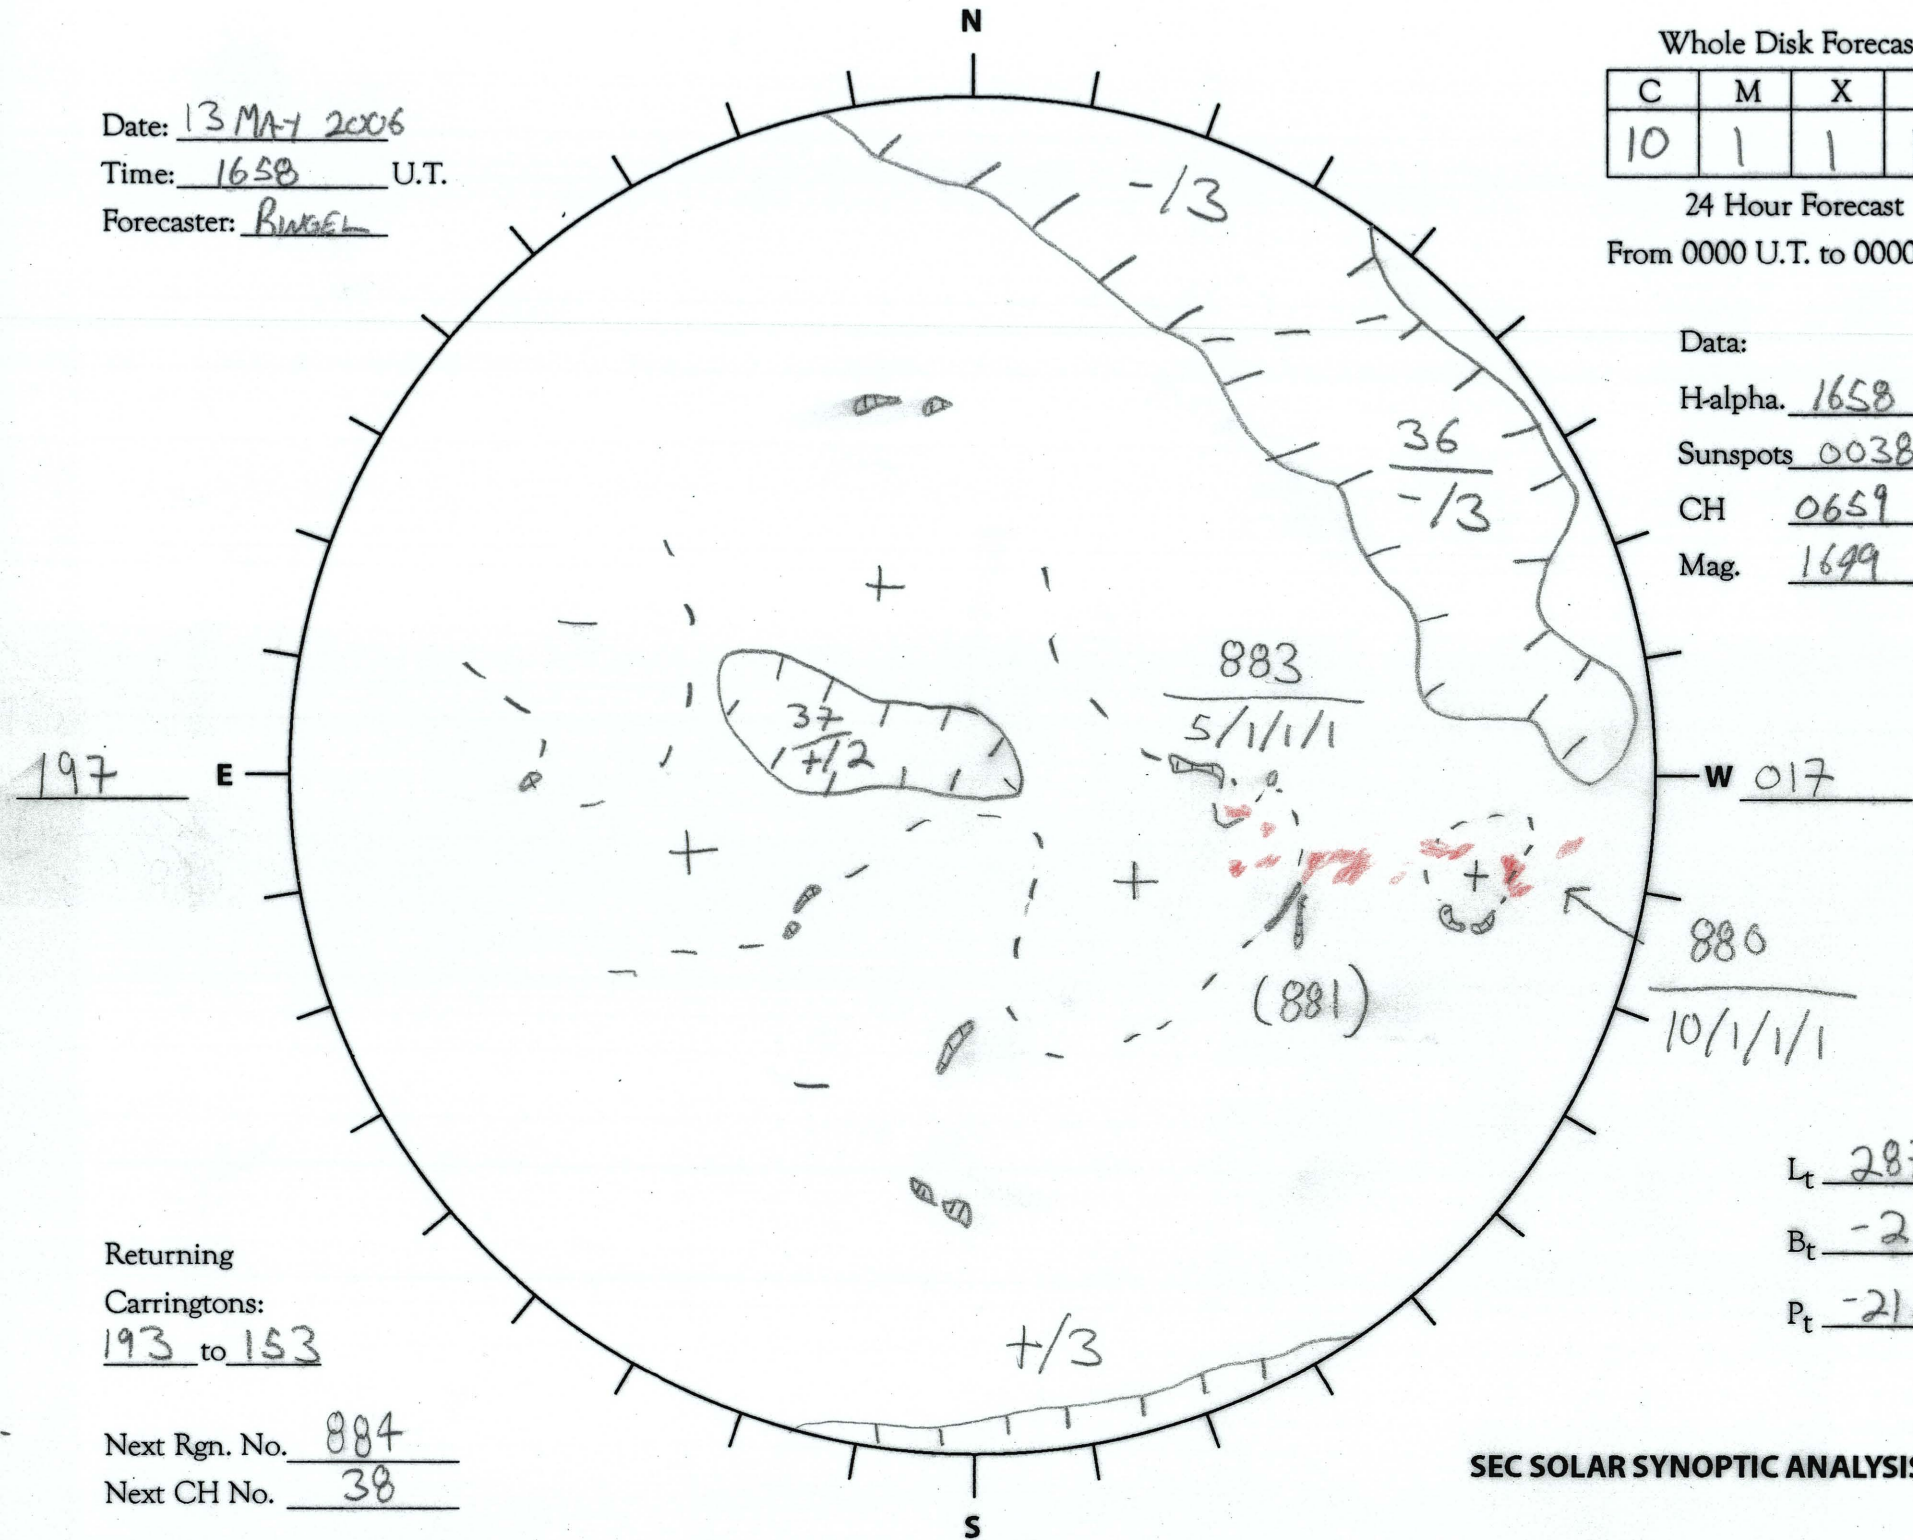 N
Whole Disk Forecas
C M X
10 1 1
24 Hour Forecast
From 0000 U.T. to 0000
Date: 13 MAY 2006
Time: 1658 U.T.
Forecaster:
-/3
Data:
H-alpha. 1658
Sunspots 0038
CH 0659
Mag. 1649
36
-/3
+
-
883
5/1/1/1
37
+/2
197 E
W 017
+
+
+
880
10/1/1/1
(881)
-
Lt 28
Bt -2
Pt -21
Returning
Carringtons:
193 to 153
+/3
Next Rgn. No. 884
Next CH No. 38
SEC SOLAR SYNOPTIC ANALYSIS
S